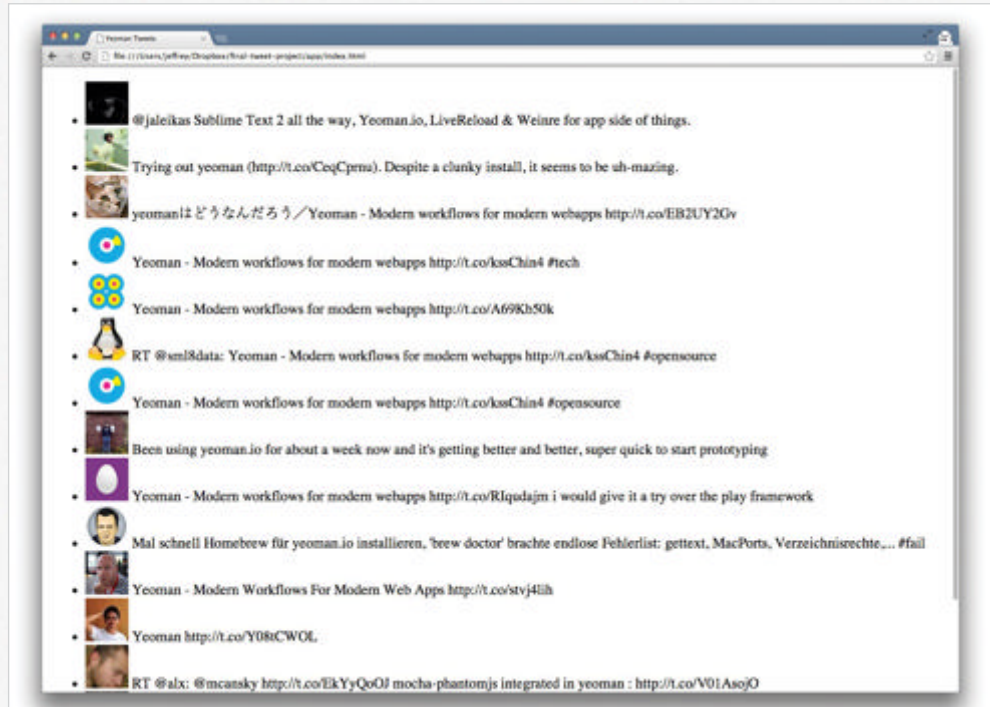 Yeoman Tweets
file:///Users/jeffrey/Dropbox/final-tweet-project/app/index.html
@jaleikas Sublime Text 2 all the way, Yeoman.io, LiveReload & Weinre for app side of things.
Trying out yeoman (http://t.co/CeqCprnu). Despite a clunky install, it seems to be uh-mazing.
yeomanはどうなんだろう／Yeoman - Modern workflows for modern webapps http://t.co/EB2UY2Gv
Yeoman - Modern workflows for modern webapps http://t.co/kssChin4 #tech
Yeoman - Modern workflows for modern webapps http://t.co/A69Kb50k
RT @sml8data: Yeoman - Modern workflows for modern webapps http://t.co/kssChin4 #opensource
Yeoman - Modern workflows for modern webapps http://t.co/kssChin4 #opensource
Been using yeoman.io for about a week now and it's getting better and better, super quick to start prototyping
Yeoman - Modern workflows for modern webapps http://t.co/RIqudajm i would give it a try over the play framework
Mal schnell Homebrew für yeoman.io installieren, 'brew doctor' brachte endlose Fehlerlist: gettext, MacPorts, Verzeichnisrechte,... #fail
Yeoman - Modern Workflows For Modern Web Apps http://t.co/stvj4lih
Yeoman http://t.co/Y08tCWOL
RT @alx: @mcansky http://t.co/EkYyQoOJ mocha-phantomjs integrated in yeoman : http://t.co/V01AsojO